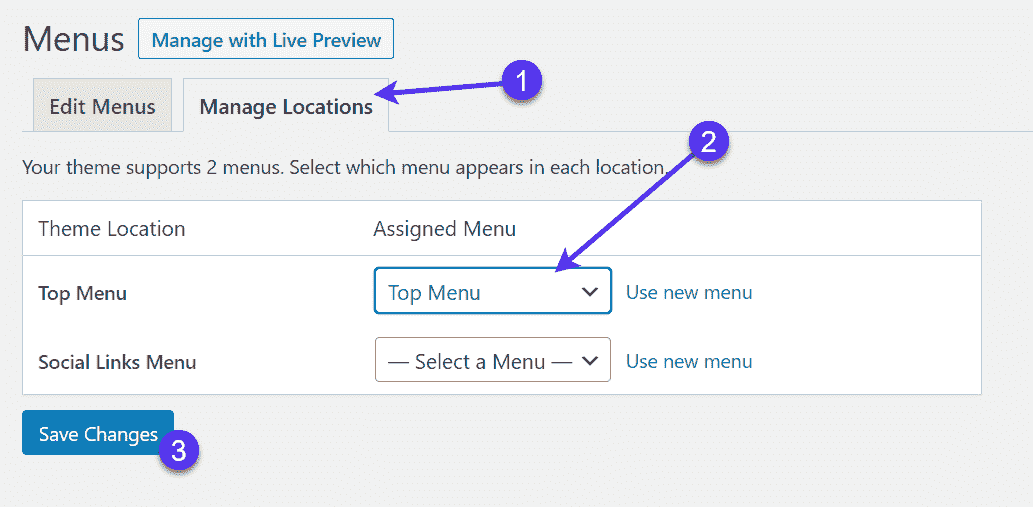 Menus Manage with Live Preview
1
Edit Menus Manage Locations
2
Your theme supports 2 menus. Select which menu appears in each location.
Theme Location Assigned Menu
Top Menu Top Menu Use new menu
Social Links Menu — Select a Menu — Use new menu
Save Changes
3